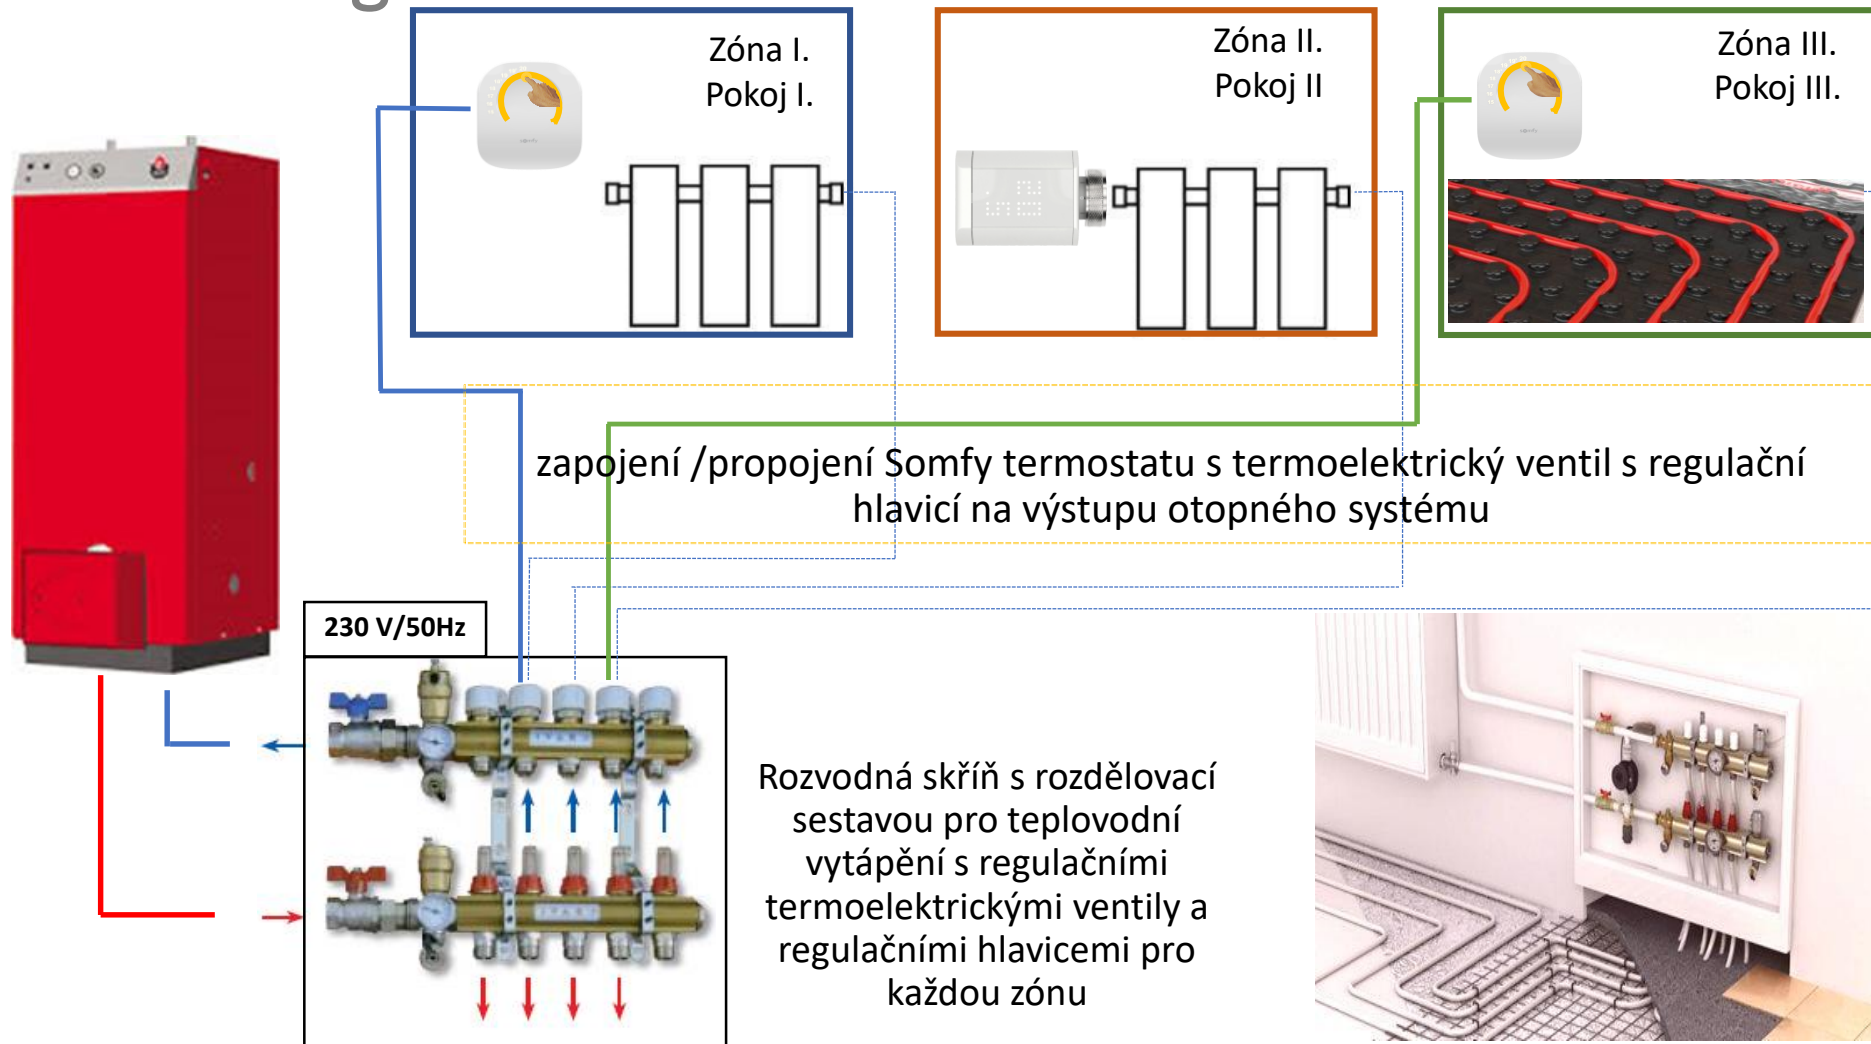 g
Zóna I.
Pokoj I.
Zóna II.
Pokoj II
Zóna III.
Pokoj III.
somfy
somfy
zapojení /propojení Somfy termostatu s termoelektrický ventil s regulační
hlavicí na výstupu otopného systému
230 V/50Hz
Rozvodná skříň s rozdělovací
sestavou pro teplovodní
vytápění s regulačními
termoelektrickými ventily a
regulačními hlavicemi pro
každou zónu